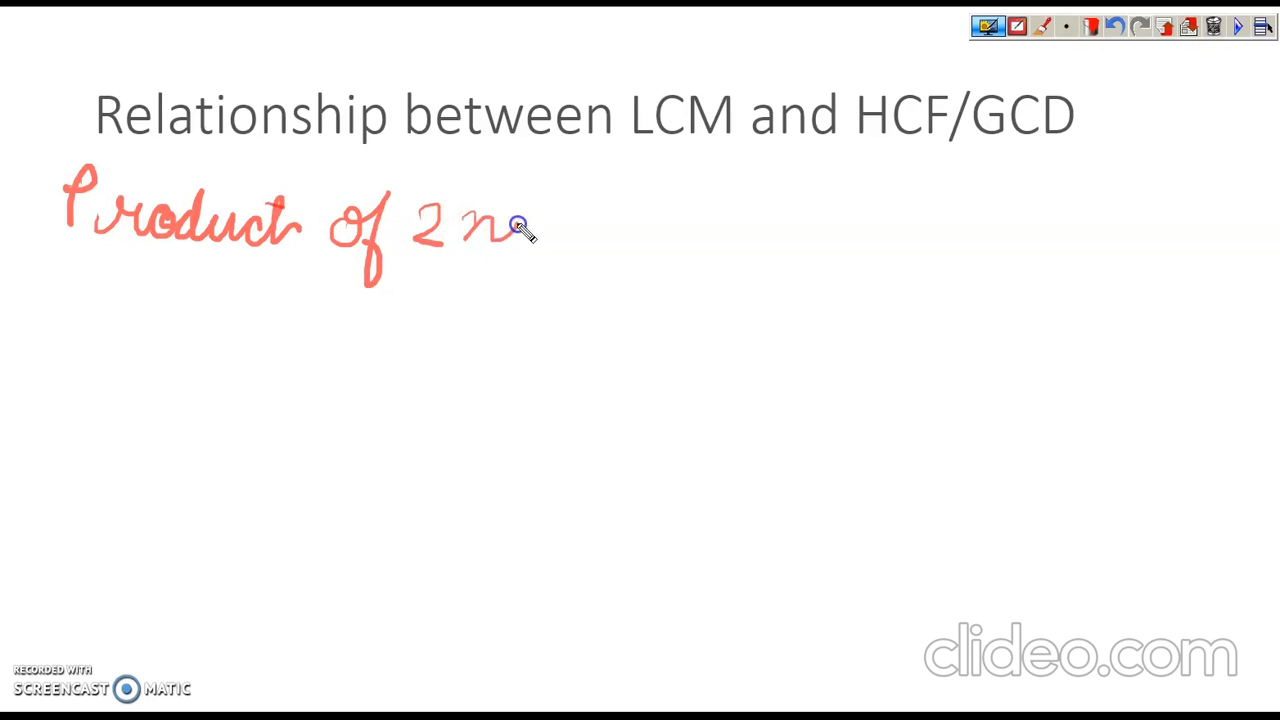 Relationship between LCM and HCF/GCD
Product of 2 n
RECORDED WITH
SCREENCAST MATIC
clideo.com